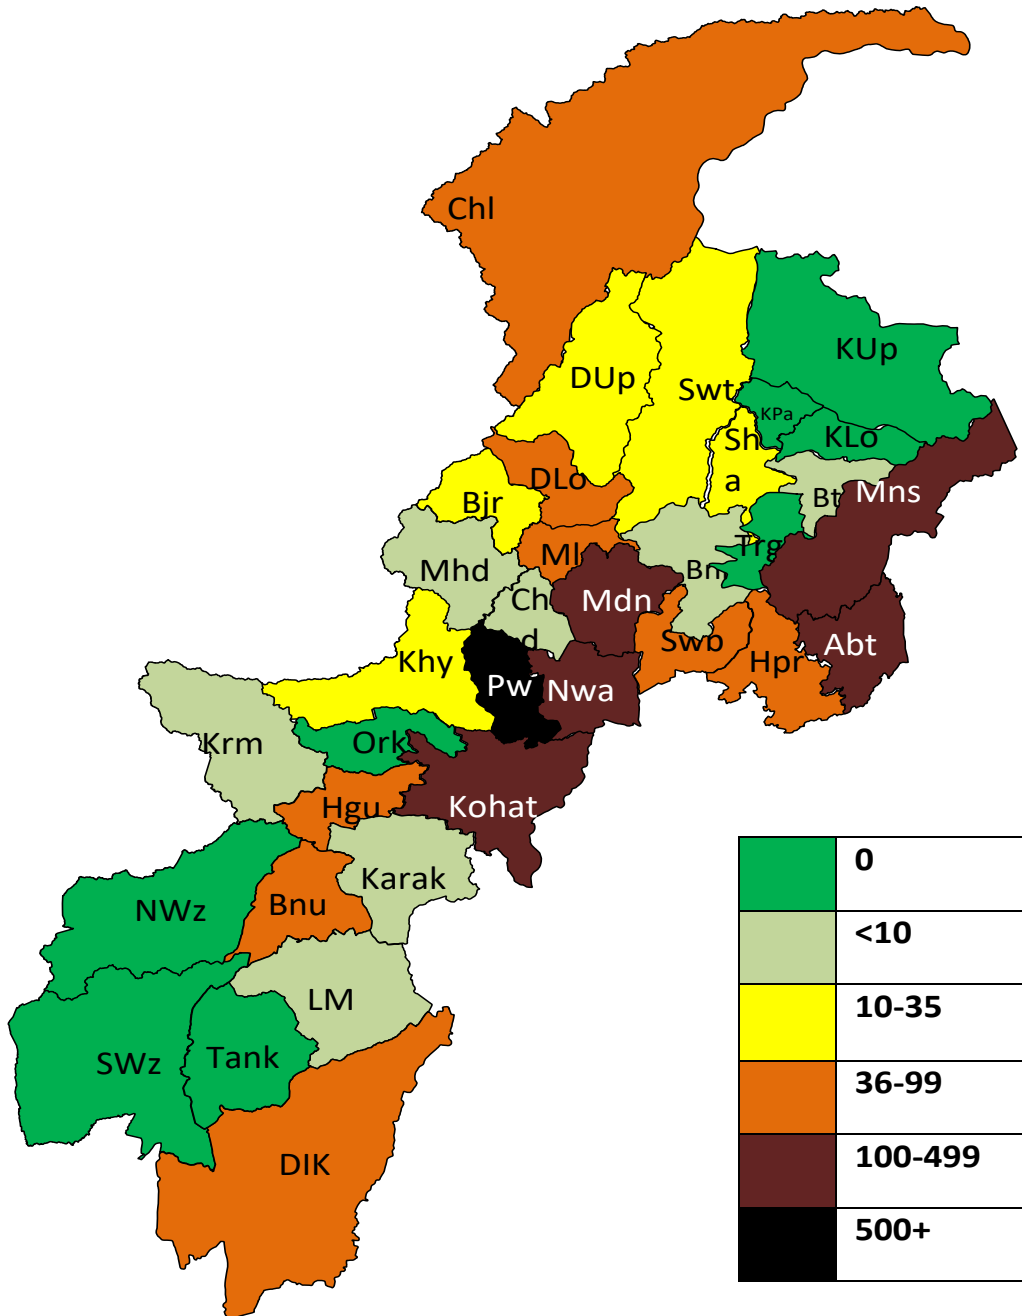 Chl
KUp
DUp
Swt
KPa
KLo
Sh
a
DLo
Bjr
Bt
Mns
Trg
Ml
Mhd
Mdn
Ch
d
Swb
Abt
Khy
Hpr
Pw
Nwa
Krm
Ork
Hgu
Kohat
Karak
NWz
Bnu
LM
SWz
Tank
DIK
0
<10
10-35
36-99
100-499
500+